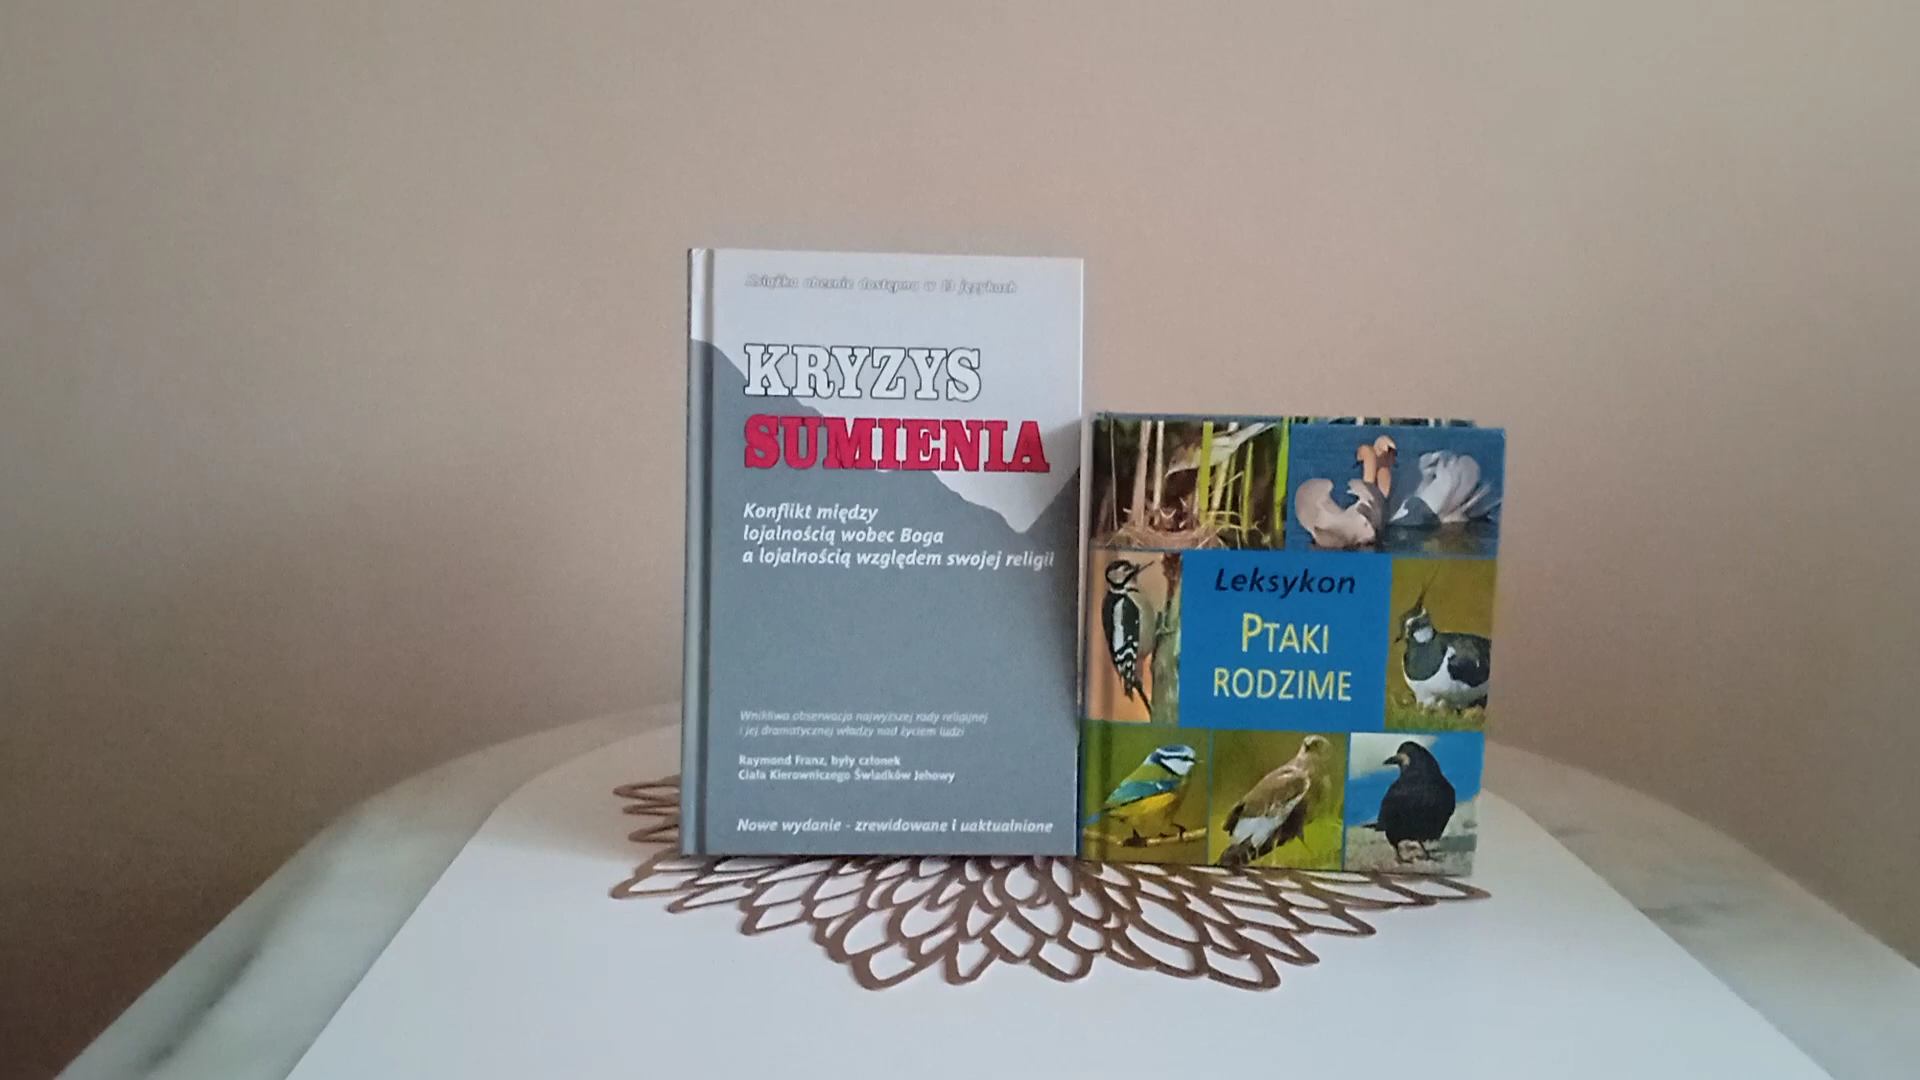 Książka obecnie dostępna w 13 językach
KRYZYS
SUMIENIA
Konflikt między
lojalnością wobec Boga
a lojalnością względem swojej religii
Wnikliwa obserwacja najwyższej rady religijnej
i jej dramatycznej władzy nad życiem ludzi
Raymond Franz, były członek
Ciała Kierowniczego Świadków Jehowy
Nowe wydanie - zrewidowane i uaktualnione
Leksykon
PTAKI
RODZIME